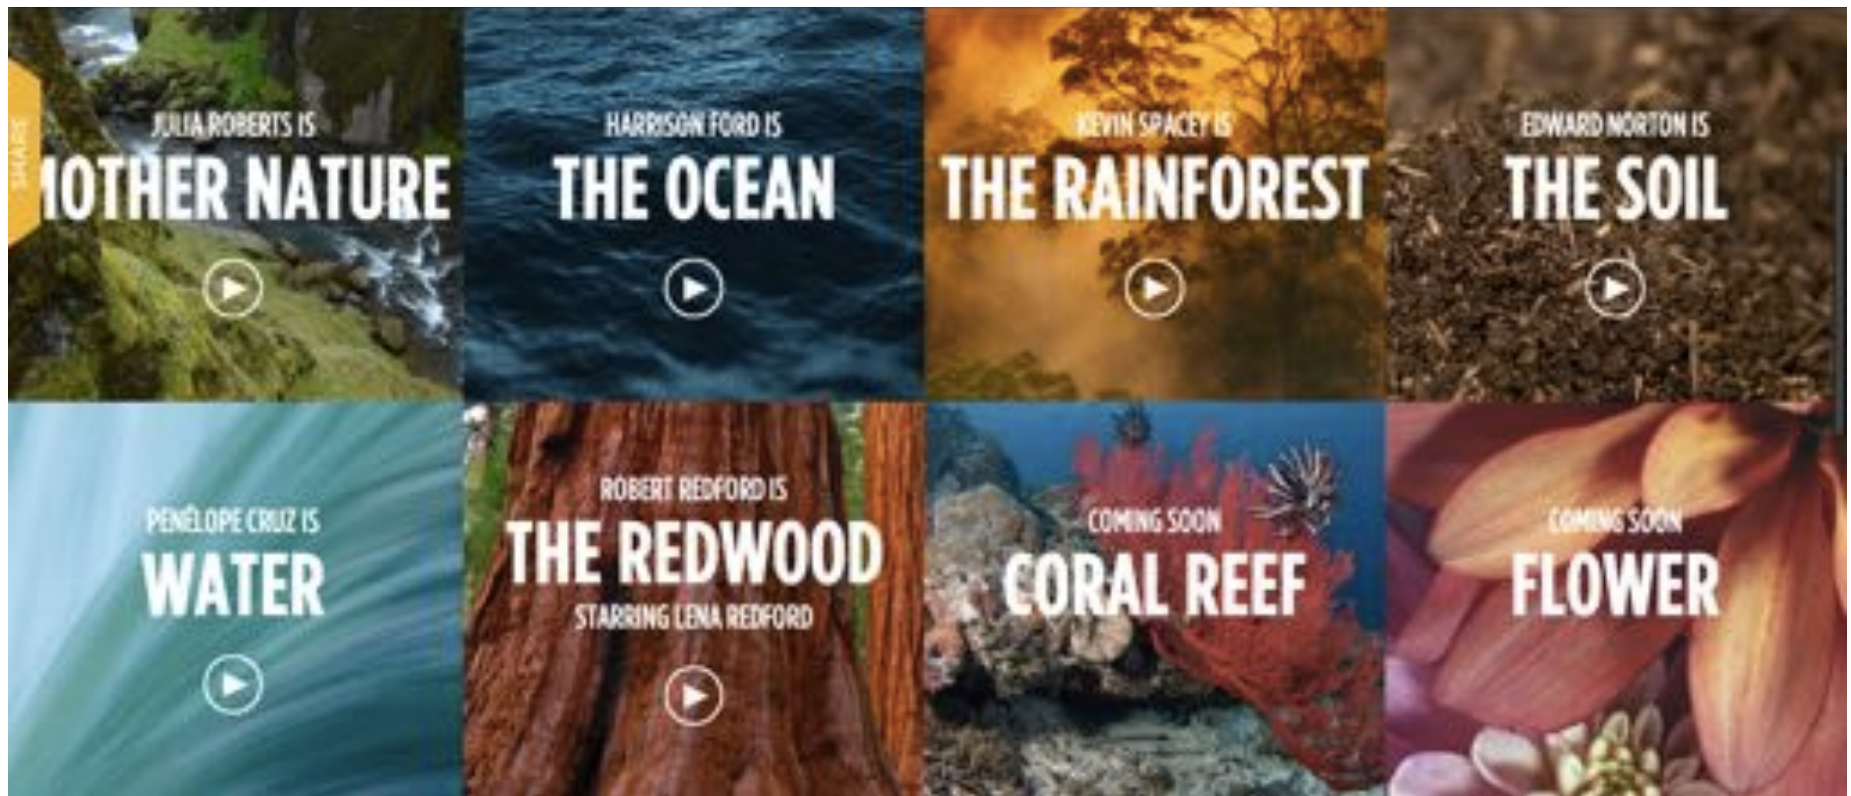 SHARE
JULIA ROBERTS IS
MOTHER NATURE
HARRISON FORD IS
THE OCEAN
KEVIN SPACEY IS
THE RAINFOREST
EDWARD NORTON IS
THE SOIL
PENÉLOPE CRUZ IS
WATER
ROBERT REDFORD IS
THE REDWOOD
STARRING LENA REDFORD
COMING SOON
CORAL REEF
COMING SOON
FLOWER